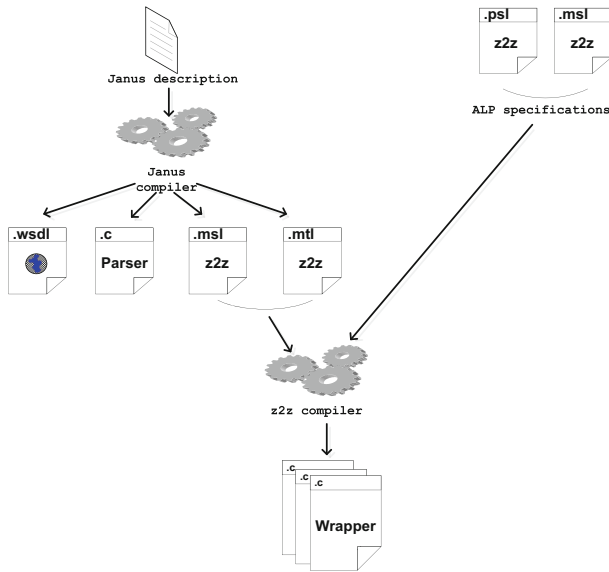 .psl
.msl
z2z
z2z
ALP specifications
Janus description
Janus
compiler
.wsdl
.c
.msl
.mtl
Parser
z2z
z2z
z2z compiler
.c
.c
.c
Wrapper